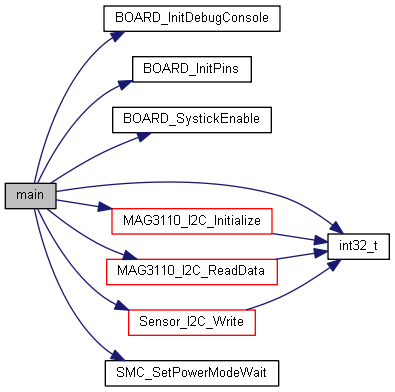 BOARD_InitDebugConsole
BOARD_InitPins
BOARD_SystickEnable
main
MAG3110_I2C_Initialize
int32_t
MAG3110_I2C_ReadData
Sensor_I2C_Write
SMC_SetPowerModeWait